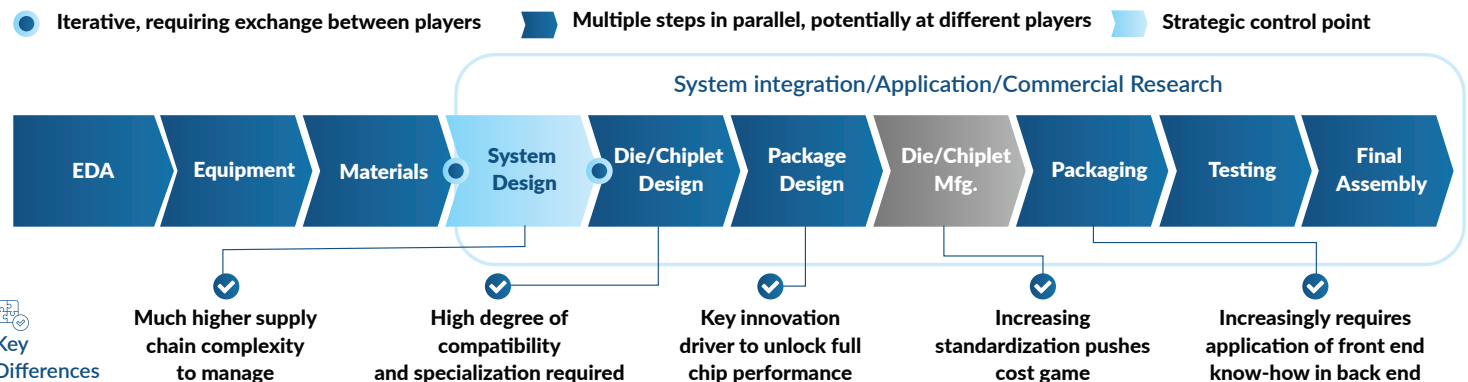 Iterative, requiring exchange between players
Multiple steps in parallel, potentially at different players
Strategic control point
System integration/Application/Commercial Research
EDA
Equipment
Materials
System
Design
Die/Chiplet
Design
Package
Design
Die/Chiplet
Mfg.
Packaging
Testing
Final
Assembly
Key
Differences
Much higher supply
chain complexity
to manage
High degree of
compatibility
and specialization required
Key innovation
driver to unlock full
chip performance
Increasing
standardization pushes
cost game
Increasingly requires
application of front end
know-how in back end